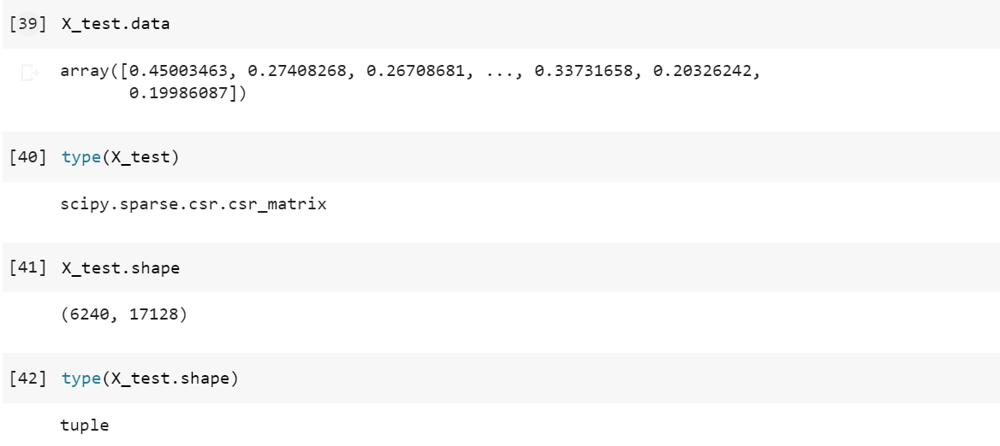 [39] X_test.data
array([0.45003463, 0.27408268, 0.26708681, ..., 0.33731658, 0.20326242,
0.19986087])
[40] type(X_test)
scipy.sparse.csr.csr_matrix
[41] X_test.shape
(6240, 17128)
[42] type(X_test.shape)
tuple